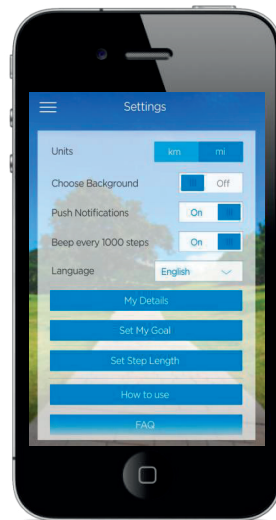 Settings
Units km mi
Choose Background Off
Push Notifications On
Beep every 1000 steps On
Language English
My Details
Set My Goal
Set Step Length
How to use
FAQ